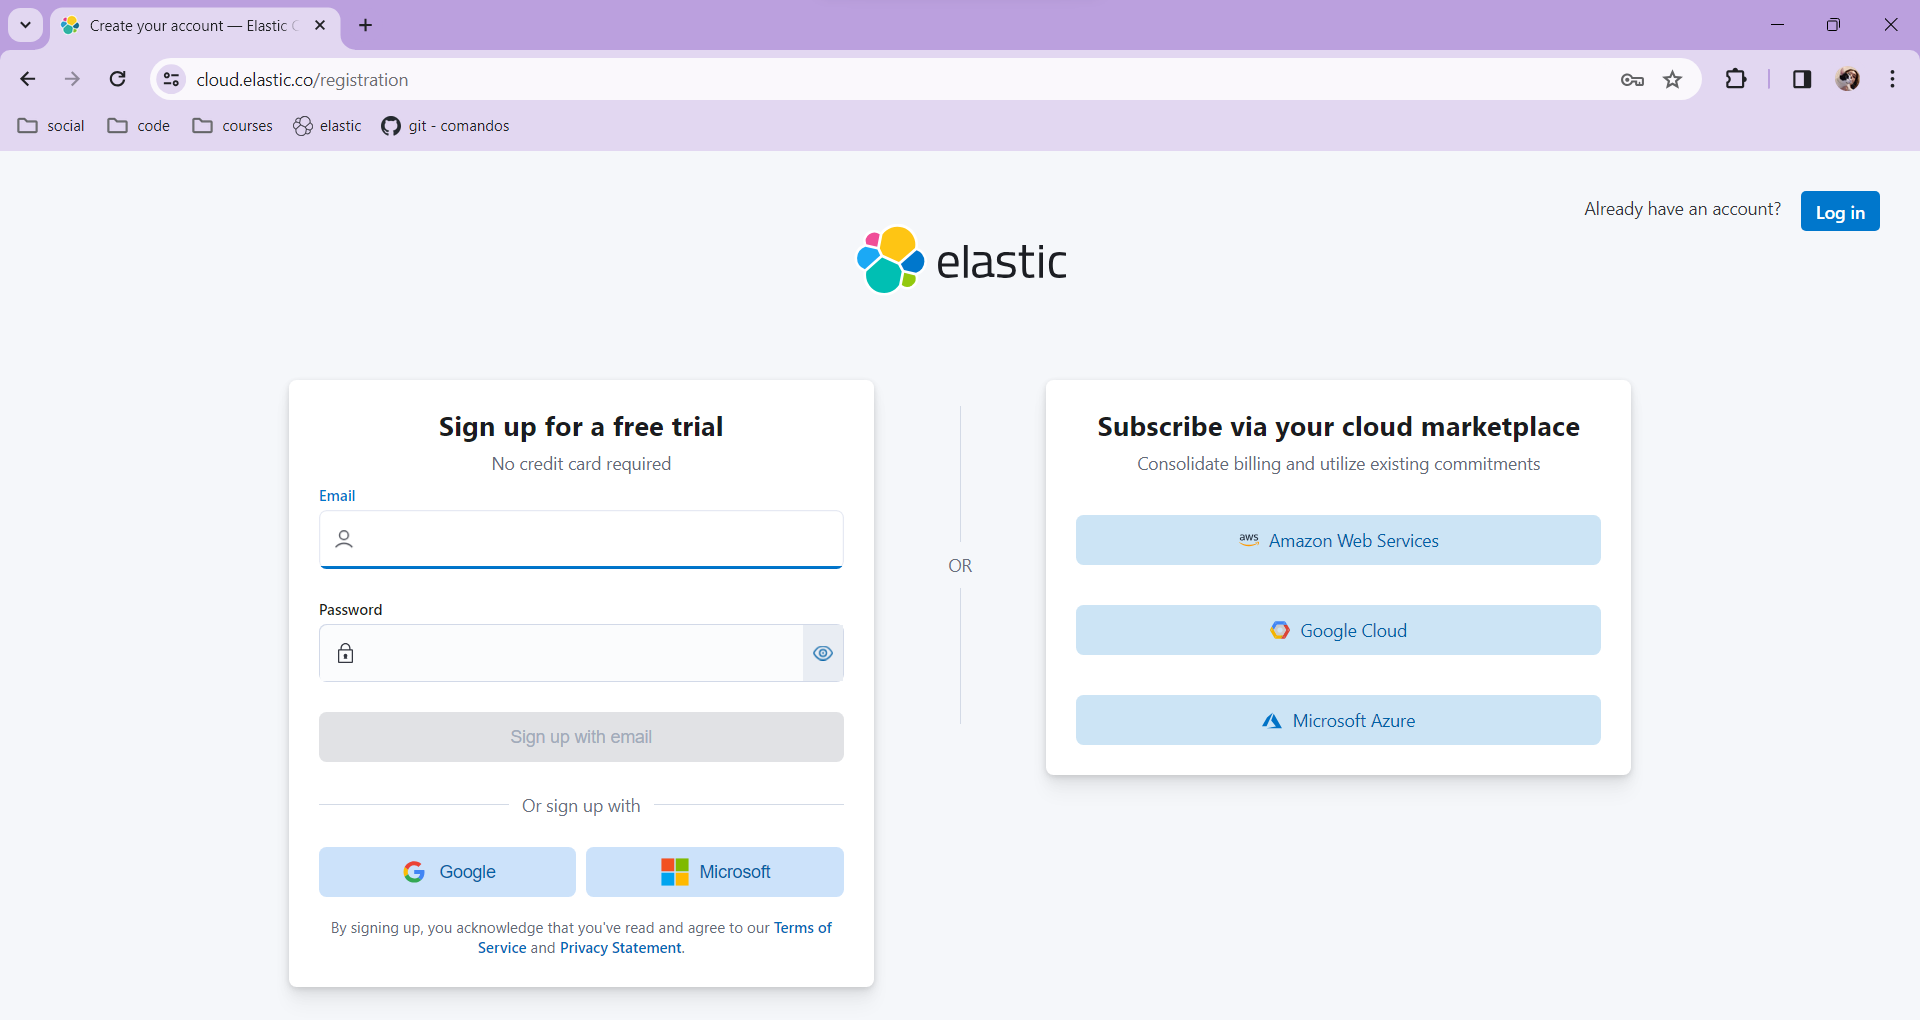 Create your account — Elastic C
cloud.elastic.co/registration
social
code
courses
elastic
git - comandos
Already have an account?
Log in
elastic
Sign up for a free trial
No credit card required
Email
Password
Sign up with email
Or sign up with
Google
Microsoft
By signing up, you acknowledge that you've read and agree to our Terms of
Service and Privacy Statement.
OR
Subscribe via your cloud marketplace
Consolidate billing and utilize existing commitments
aws Amazon Web Services
Google Cloud
Microsoft Azure